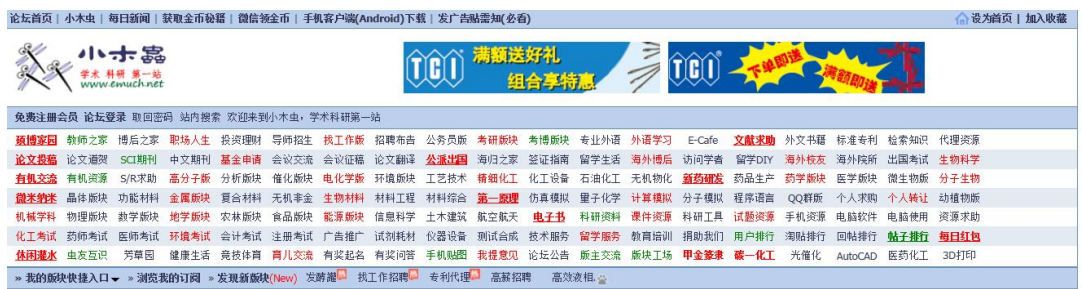 论坛首页 | 小木虫 | 每日新闻 | 获取金币秘籍 | 微信领金币 | 手机客户端(Android)下载 | 发广告贴需知(必看) 设为首页 | 加入收藏
小木虫
学术 科研 第一站
www.emuch.net
TCI 满额送好礼 组合享特惠
TCI 下单即送 满额即送
免费注册会员 论坛登录 取回密码 站内搜索 欢迎来到小木虫，学术科研第一站
硕博家园 教师之家 博后之家 职场人生 投资理财 导师招生 找工作版 招聘布告 公务员版 考研版块 考博版块 专业外语 外语学习 E-Cafe 文献求助 外文书籍 标准专利 检索知识 代理资源
论文投稿 论文道贺 SCI期刊 中文期刊 基金申请 会议交流 会议征稿 论文翻译 公派出国 海归之家 签证指南 留学生活 海外博后 访问学者 留学DIY 海外校友 海外院所 出国考试 生物科学
有机交流 有机资源 S/R求助 高分子版 分析版块 催化版块 电化学版 环境版块 工艺技术 精细化工 化工设备 石油化工 无机物化 新药研发 药品生产 药学版块 医学版块 微生物版 分子生物
微米纳米 晶体版块 功能材料 金属版块 复合材料 无机非金 生物材料 材料工程 材料综合 第一原理 仿真模拟 量子化学 计算模拟 分子模拟 程序语言 QQ群版 个人求购 个人转让 动植物版
机械学科 物理版块 数学版块 地学版块 农林版块 食品版块 能源版块 信息科学 土木建筑 航空航天 电子书 科研资料 课件资源 科研工具 试题资源 手机资源 电脑软件 电脑使用 资源求助
化工考试 药师考试 医师考试 环境考试 会计考试 注册考试 广告推广 试剂耗材 仪器设备 测试合成 技术服务 留学服务 教育培训 捐助我们 用户排行 淘贴排行 回帖排行 帖子排行 每日红包
休闲灌水 虫友互识 芳草园 健康生活 竞技体育 育儿交流 有奖起名 有奖问答 手机贴图 我提意见 论坛公告 版主交流 版块工场 甲金篆隶 碳一化工 光催化 AutoCAD 医药化工 3D打印
» 我的版块快捷入口 » 浏览我的订阅 » 发现新版块(New) 发酵罐 找工作招聘 专利代理 高薪招聘 高效液相.